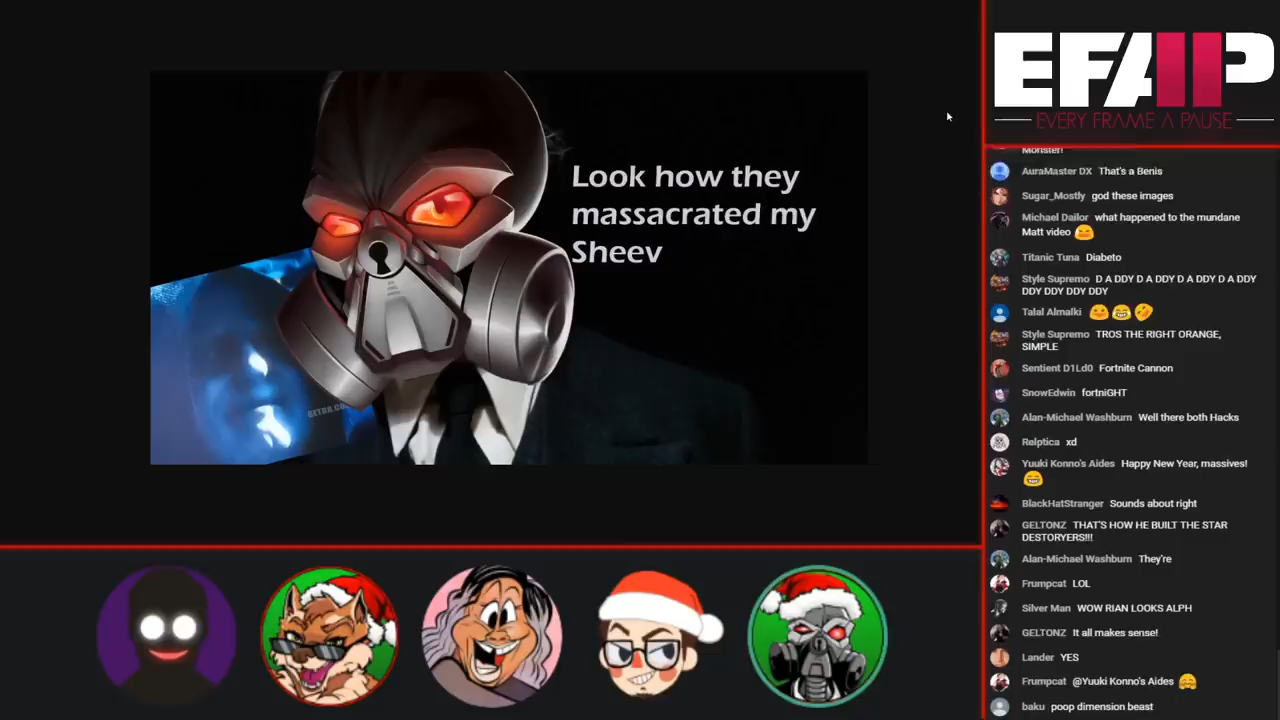 Look how they
massacrated my
Sheev
EFAP
EVERY FRAME A PAUSE
Monster!
AuraMaster DX That's a Benis
Sugar_Mostly god these images
Michael Dailor what happened to the mundane
Matt video
Titanic Tuna Diabeto
Style Supremo D A DDY D A DDY D A DDY D A DDY
DDY DDY DDY DDY
Talal Almalki
Style Supremo TROS THE RIGHT ORANGE,
SIMPLE
Sentient D1Ld0 Fortnite Cannon
SnowEdwin fortniGHT
Alan-Michael Washburn Well there both Hacks
Relptica xd
Yuuki Konno's Aides Happy New Year, massives!
BlackHatStranger Sounds about right
GELTONZ THAT'S HOW HE BUILT THE STAR
DESTORYERS!!!
Alan-Michael Washburn They're
Frumpcat LOL
Silver Man WOW RIAN LOOKS ALPH
GELTONZ It all makes sense!
Lander YES
Frumpcat @Yuuki Konno's Aides
baku poop dimension beast